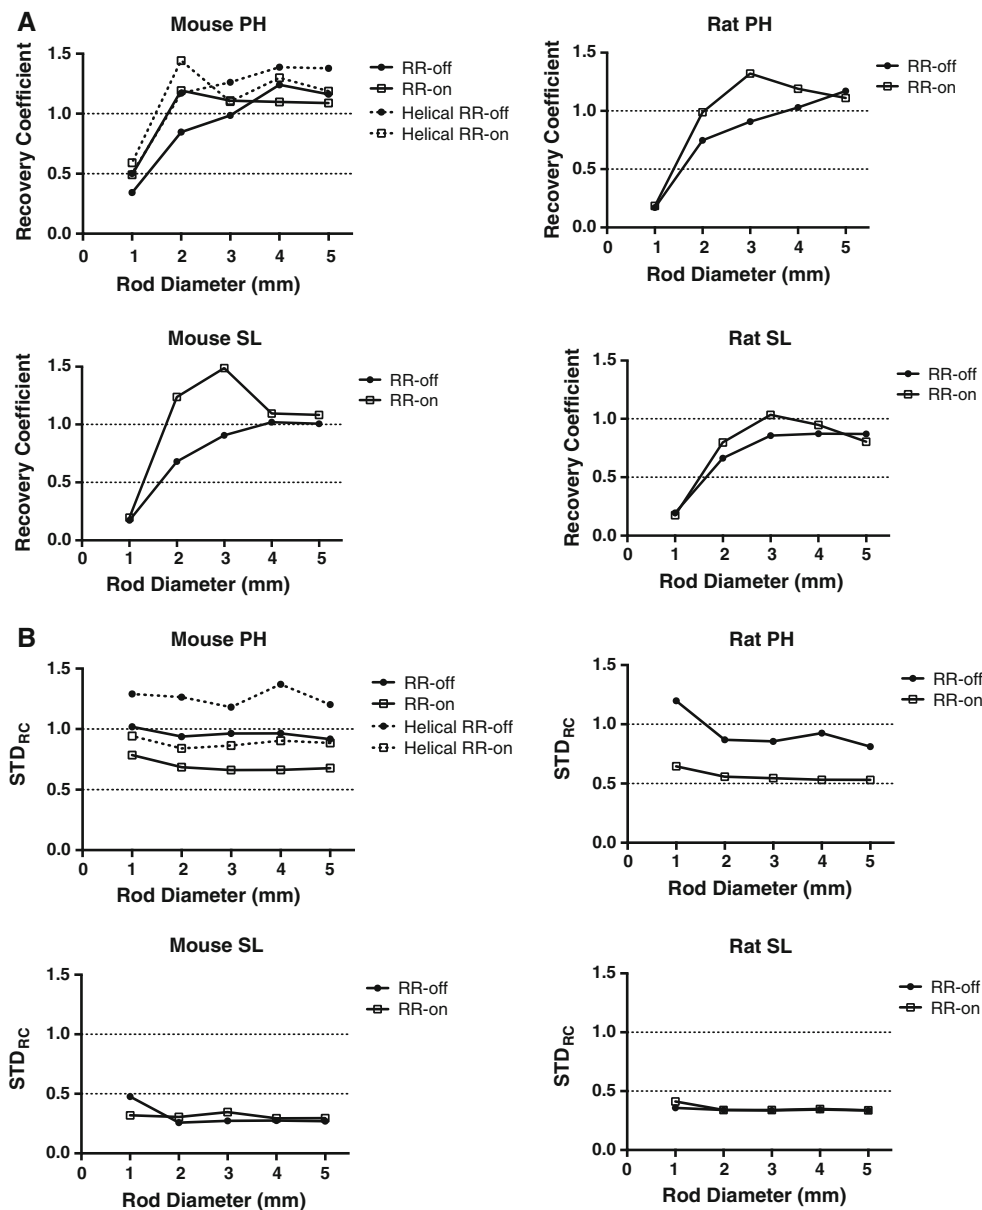 A
Mouse PH
Recovery Coefficient
1.5
1.0
0.5
0.0
0 1 2 3 4 5
Rod Diameter (mm)
RR-off
RR-on
Helical RR-off
Helical RR-on
Rat PH
Recovery Coefficient
1.5
1.0
0.5
0.0
0 1 2 3 4 5
Rod Diameter (mm)
RR-off
RR-on
Mouse SL
Recovery Coefficient
1.5
1.0
0.5
0.0
0 1 2 3 4 5
Rod Diameter (mm)
RR-off
RR-on
Rat SL
Recovery Coefficient
1.5
1.0
0.5
0.0
0 1 2 3 4 5
Rod Diameter (mm)
RR-off
RR-on
B
Mouse PH
STDRC
1.5
1.0
0.5
0.0
0 1 2 3 4 5
Rod Diameter (mm)
RR-off
RR-on
Helical RR-off
Helical RR-on
Rat PH
STDRC
1.5
1.0
0.5
0.0
0 1 2 3 4 5
Rod Diameter (mm)
RR-off
RR-on
Mouse SL
STDRC
1.5
1.0
0.5
0.0
0 1 2 3 4 5
Rod Diameter (mm)
RR-off
RR-on
Rat SL
STDRC
1.5
1.0
0.5
0.0
0 1 2 3 4 5
Rod Diameter (mm)
RR-off
RR-on